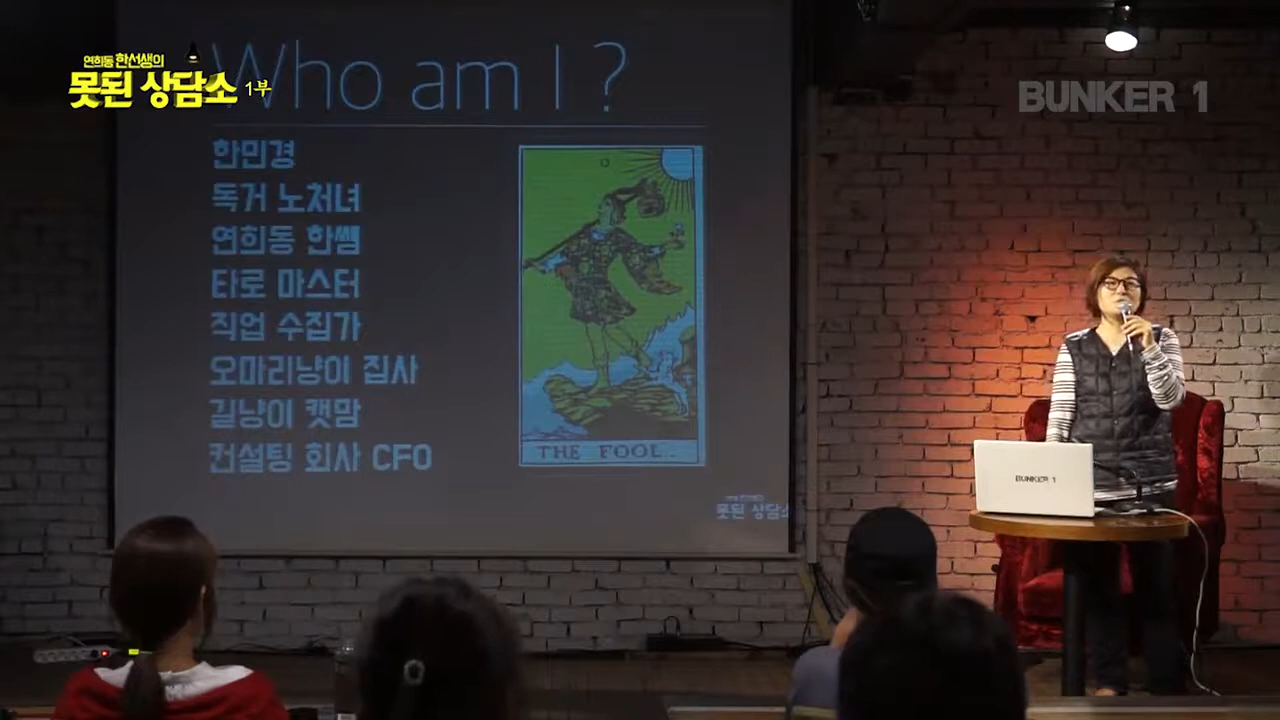 연희동 한선생의
못된 상담소 1부
Who am I ?
BUNKER 1
한민경
독거 노처녀
연희동 한쌤
타로 마스터
직업 수집가
오마리냥이 집사
길냥이 캣맘
컨설팅 회사 CFO
0
THE FOOL.
BUNKER 1
못된 상담소